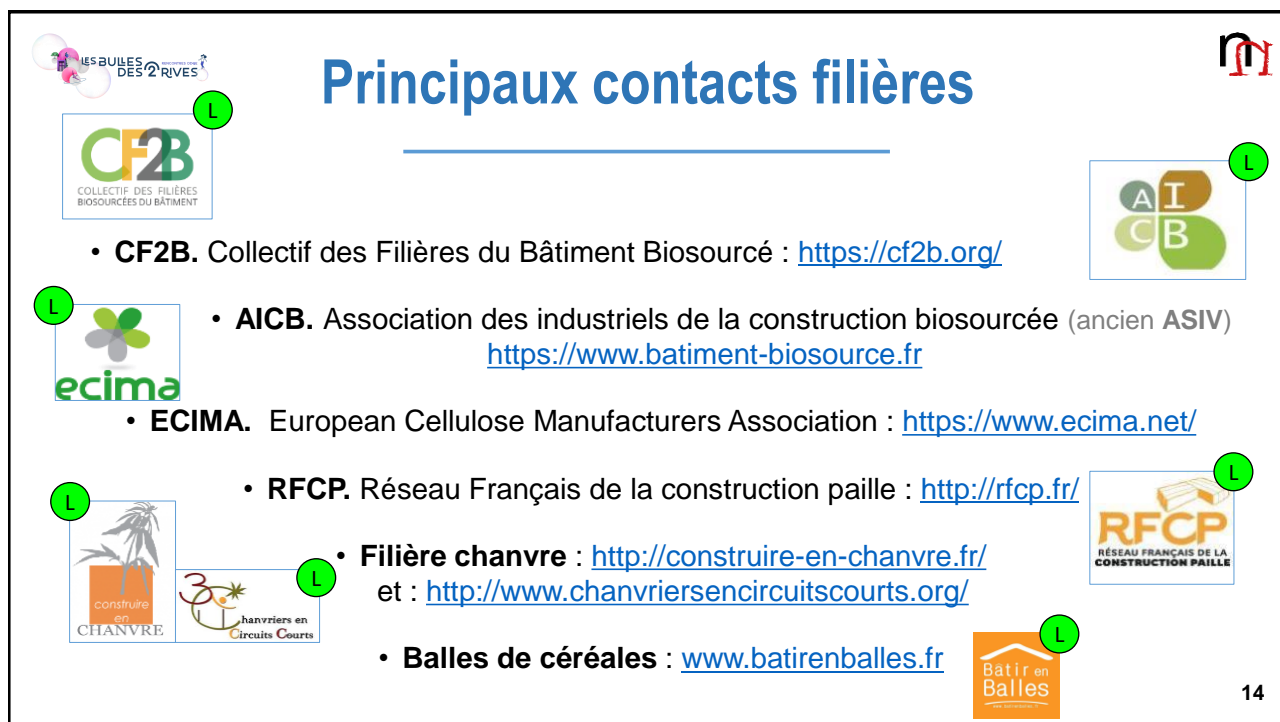 LES BULLES
DES 2 RIVES
Principaux contacts filières
L
CF2B
COLLECTIF DES FILIÈRES
BIOSOURCÉES DU BÂTIMENT
L
A I
C B
• CF2B. Collectif des Filières du Bâtiment Biosourcé : https://cf2b.org/
L
ecima
• AICB. Association des industriels de la construction biosourcée (ancien ASIV)
https://www.batiment-biosource.fr
• ECIMA. European Cellulose Manufacturers Association : https://www.ecima.net/
• RFCP. Réseau Français de la construction paille : http://rfcp.fr/
L
RFCP
RÉSEAU FRANÇAIS DE LA
CONSTRUCTION PAILLE
L
construire
en
CHANVRE
L
Chanvriers en
Circuits Courts
• Filière chanvre : http://construire-en-chanvre.fr/
et : http://www.chanvriersencircuitscourts.org/
• Balles de céréales : www.batirenballes.fr
L
Bâtir en
Balles
14